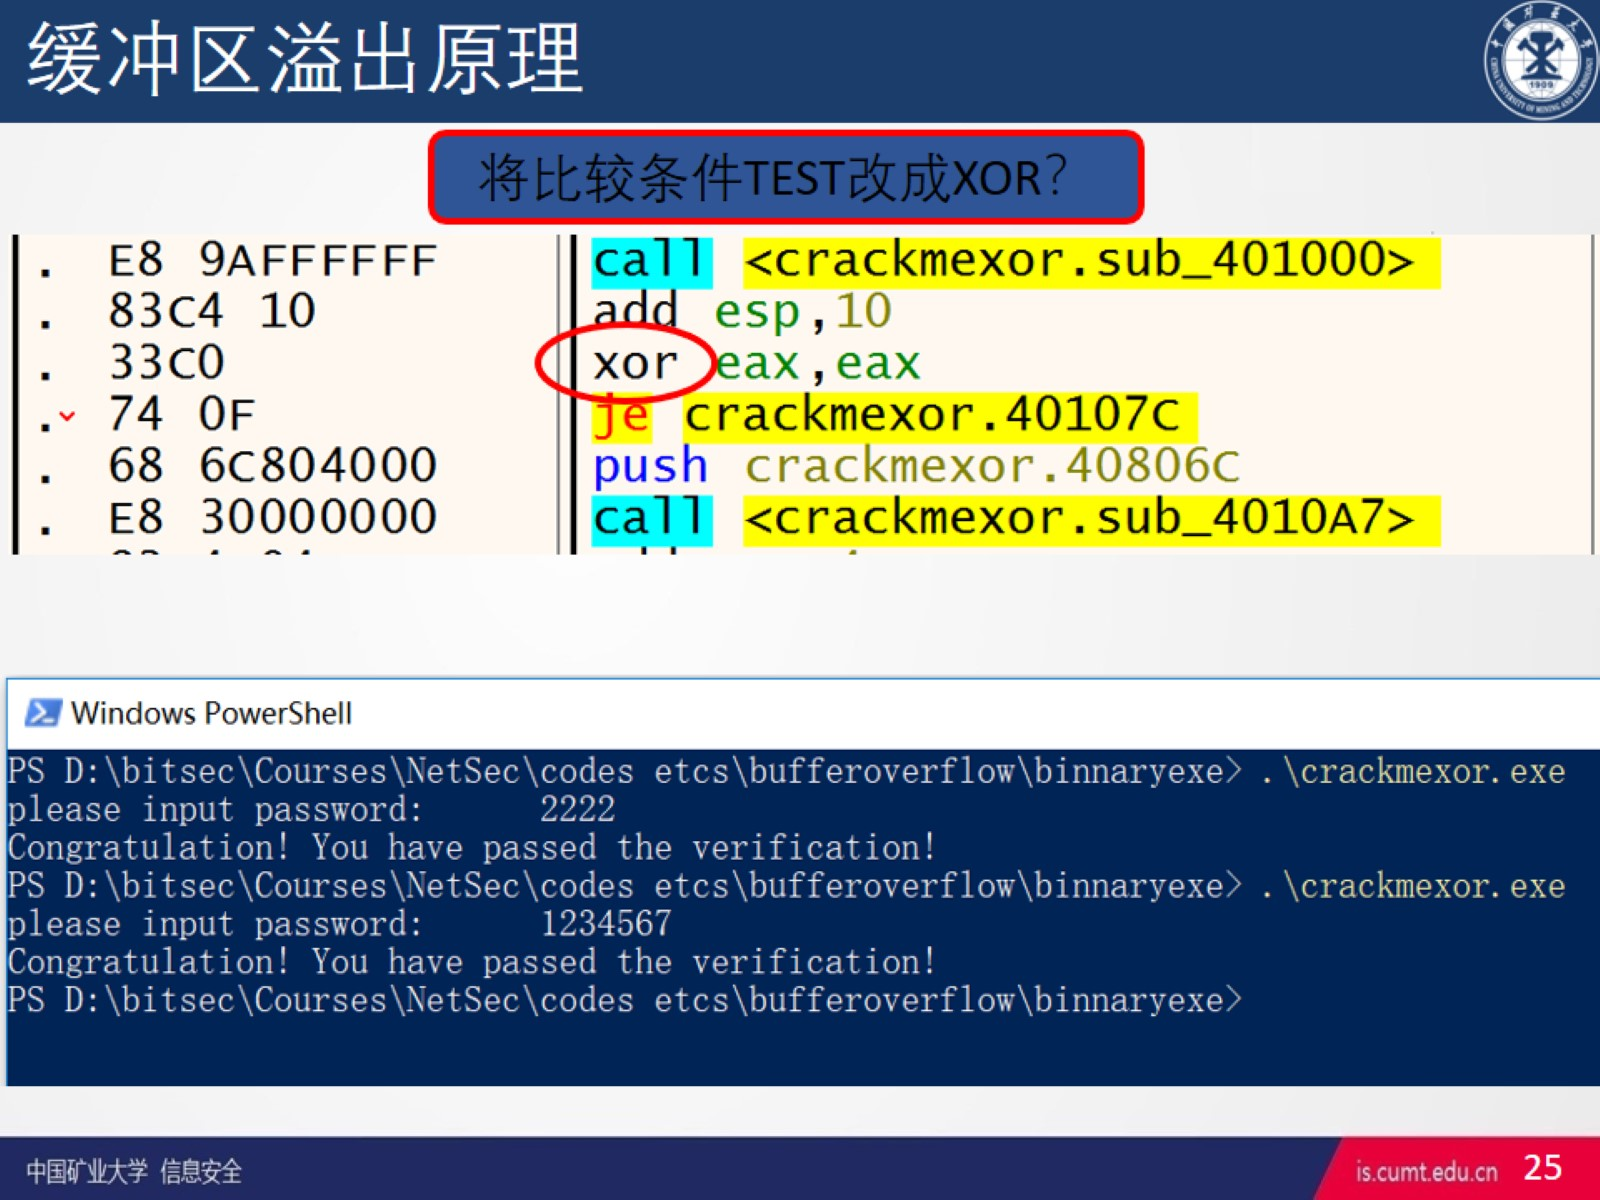 缓冲区溢出原理
将比较条件TEST改成XOR？
. E8 9AFFFFFF call <crackmexor.sub_401000>
. 83C4 10 add esp,10
. 33C0 xor eax,eax
. 74 0F je crackmexor.40107C
. 68 6C804000 push crackmexor.40806C
. E8 30000000 call <crackmexor.sub_4010A7>
Windows PowerShell
PS D:\bitsec\Courses\NetSec\codes etcs\bufferoverflow\binnaryexe> .\crackmexor.exe
please input password: 2222
Congratulation! You have passed the verification!
PS D:\bitsec\Courses\NetSec\codes etcs\bufferoverflow\binnaryexe> .\crackmexor.exe
please input password: 1234567
Congratulation! You have passed the verification!
PS D:\bitsec\Courses\NetSec\codes etcs\bufferoverflow\binnaryexe>
中国矿业大学 信息安全
is.cumt.edu.cn 25